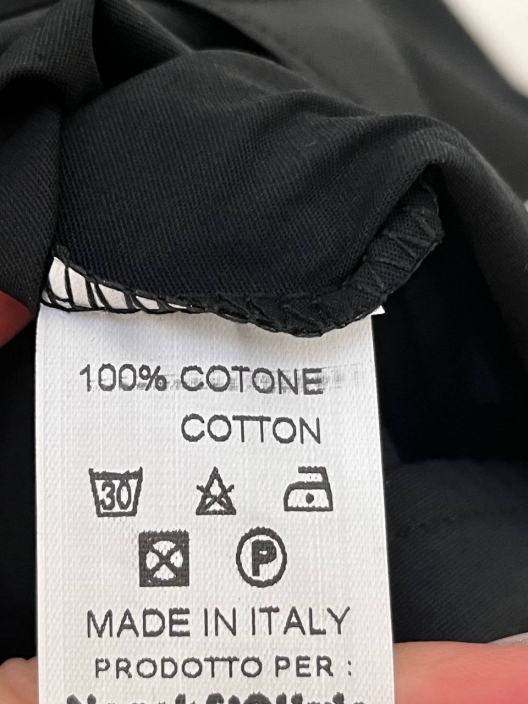 100% COTONE
COTTON
30
P
MADE IN ITALY
PRODOTTO PER :